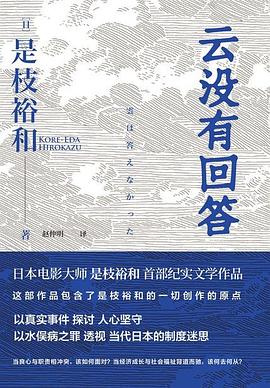 [日]
是枝裕和
KORE-EDA
HIROKAZU
著
云没有回答
雲は答えなかった
赵仲明 译
日本电影大师 是枝裕和 首部纪实文学作品
这部作品包含了是枝裕和的一切创作的原点
以真实事件 探讨 人心坚守
以水俣病之罪 透视 当代日本的制度迷思
当良心与职责相冲突，该如何面对？当经济成长与社会福祉背道而驰，该何去何从？